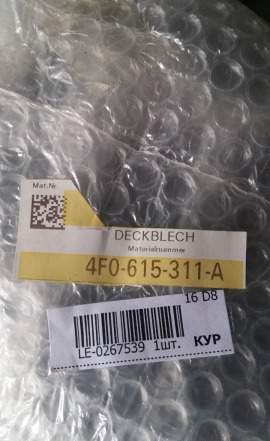 Mat.Nr.
DECKBLECH
Materialnummer
4F0-615-311-A
16 D8
LE-0267539 1шт. КУР